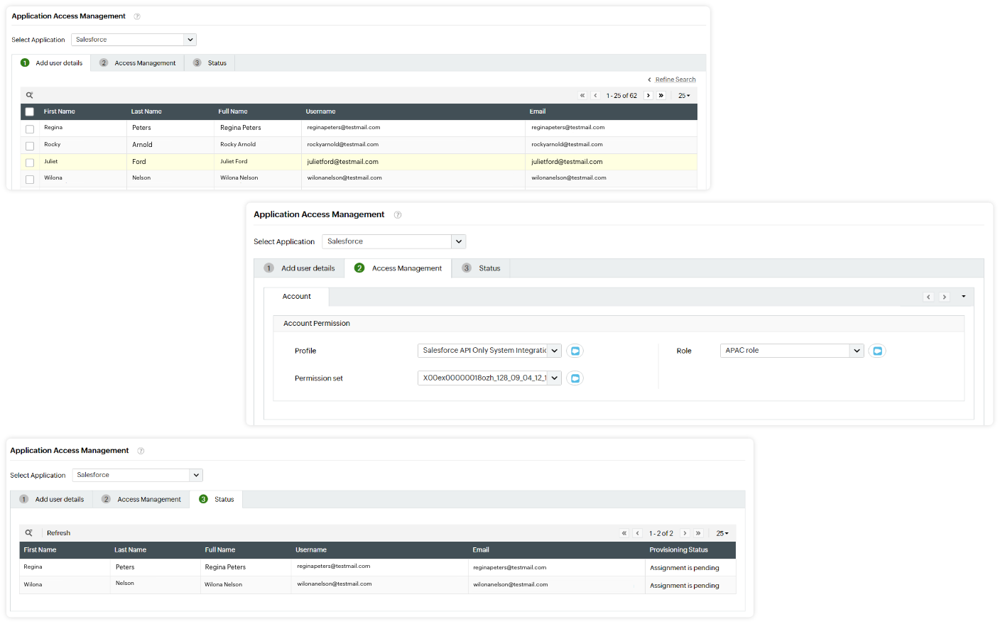 Application Access Management ?
Select Application Salesforce
1 Add user details 2 Access Management 3 Status
Refine Search
1 - 25 of 62 25
First Name Last Name Full Name Username Email
Regina Peters Regina Peters reginapeters@testmail.com reginapeters@testmail.com
Rocky Arnold Rocky Arnold rockyarnold@testmail.com rockyarnold@testmail.com
Juliet Ford Juliet Ford julietford@testmail.com julietford@testmail.com
Wilona Nelson Wilona Nelson wilonanelson@testmail.com wilonanelson@testmail.com
Application Access Management ?
Select Application Salesforce
1 Add user details 2 Access Management 3 Status
Account
Account Permission
Profile Salesforce API Only System Integratio Role APAC role
Permission set X00ex00000018ozh_128_09_04_12_1
Application Access Management ?
Select Application Salesforce
1 Add user details 2 Access Management 3 Status
Refresh 1 - 2 of 2 25
First Name Last Name Full Name Username Email Provisioning Status
Regina Peters Regina Peters reginapeters@testmail.com reginapeters@testmail.com Assignment is pending
Wilona Nelson Wilona Nelson wilonanelson@testmail.com wilonanelson@testmail.com Assignment is pending